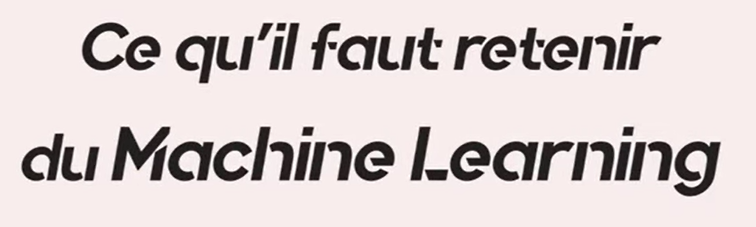 Ce qu'il faut retenir
du Machine Learning